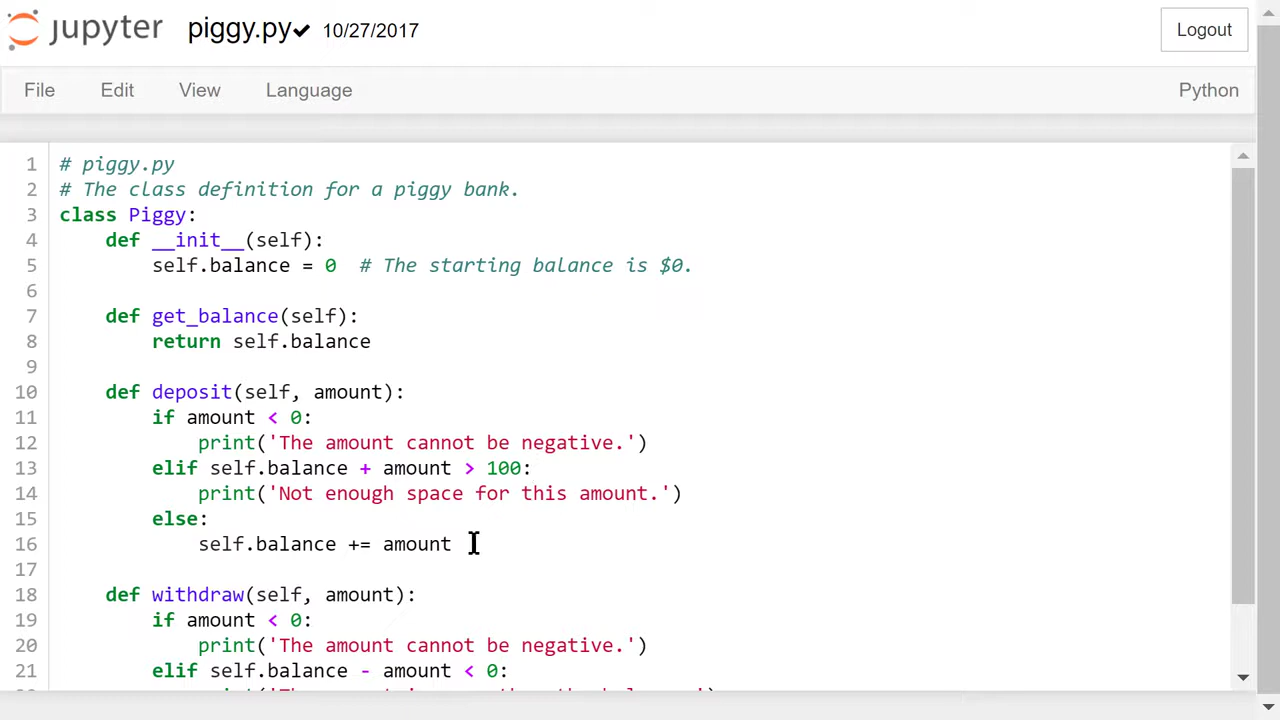 jupyter piggy.py✔ 10/27/2017 Logout
File Edit View Language Python
1 # piggy.py
2 # The class definition for a piggy bank.
3 class Piggy:
4     def __init__(self):
5         self.balance = 0  # The starting balance is $0.
6
7     def get_balance(self):
8         return self.balance
9
10     def deposit(self, amount):
11         if amount < 0:
12             print('The amount cannot be negative.')
13         elif self.balance + amount > 100:
14             print('Not enough space for this amount.')
15         else:
16             self.balance += amount
17
18     def withdraw(self, amount):
19         if amount < 0:
20             print('The amount cannot be negative.')
21         elif self.balance - amount < 0: